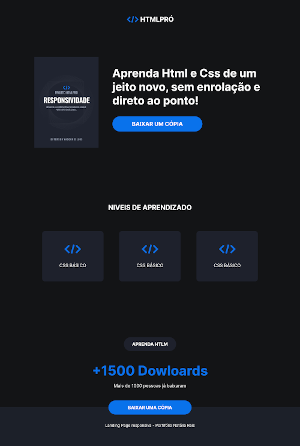 </> HTMLPRÓ
Aprenda Html e Css de um
jeito novo, sem enrolação e
direto ao ponto!
RESPONSIVIDADE
BAIXAR UM CÓPIA
NIVEIS DE APRENDIZADO
CSS BÁSICO
CSS BÁSICO
CSS BÁSICO
APRENDA HTLM
+1500 Dowloards
Mais de 1000 pessoas já baixaram
BAIXAR UMA CÓPIA
Landing Page responsiva -